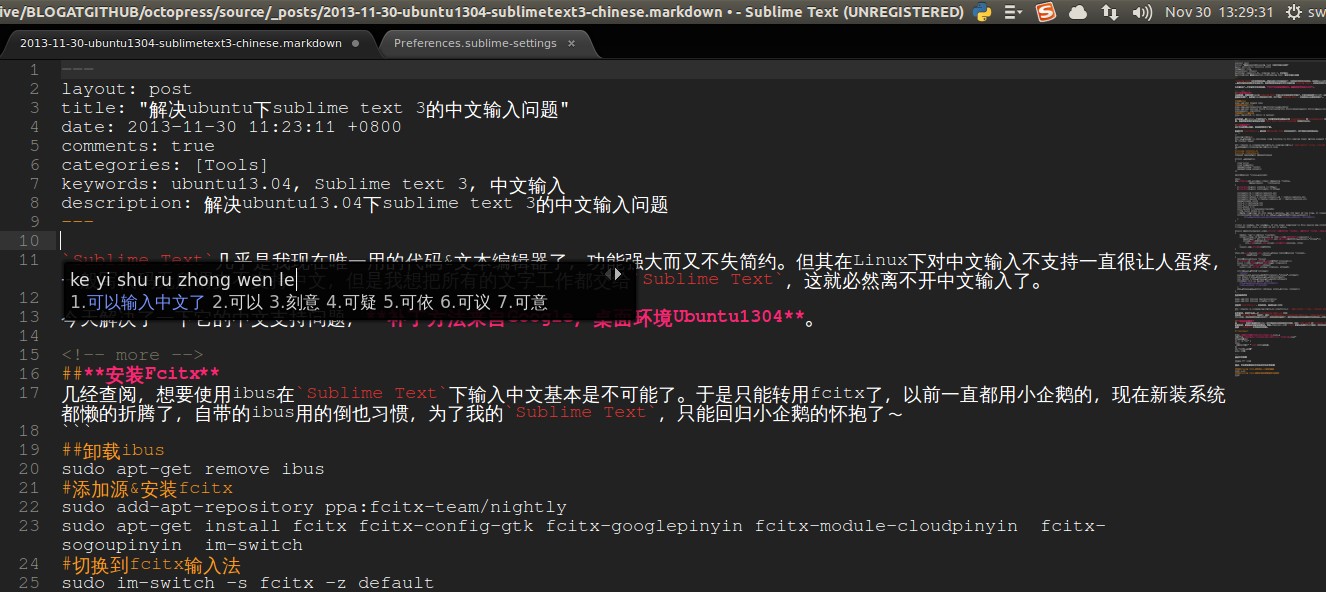 ive/BLOGATGITHUB/octopress/source/_posts/2013-11-30-ubuntu1304-sublimetext3-chinese.markdown • - Sublime Text (UNREGISTERED) Nov 30 13:29:31 sw
2013-11-30-ubuntu1304-sublimetext3-chinese.markdown Preferences.sublime-settings
1 ---
2 layout: post
3 title: "解决ubuntu下sublime text 3的中文输入问题"
4 date: 2013-11-30 11:23:11 +0800
5 comments: true
6 categories: [Tools]
7 keywords: ubuntu13.04, Sublime text 3, 中文输入
8 description: 解决ubuntu13.04下sublime text 3的中文输入问题
9 ---
10
11 `Sublime Text`几乎是我现在唯一用的代码&文本编辑器了，功能强大而又不失简约。但其在Linux下对中文输入不支持一直很让人蛋疼，
ke yi shu ru zhong wen le
中文，但是我想把所有的文字 都交给`Sublime Text`，这就必然离不开中文输入了。
1.可以输入中文了 2.可以 3.刻意 4.可疑 5.可依 6.可议 7.可意
12
13 今天解决了一下它的中文支持问题，**补丁方法来自Google，桌面环境Ubuntu1304**。
14
15 <!-- more -->
16 ##**安装Fcitx**
17 几经查阅，想要使用ibus在`Sublime Text`下输入中文基本是不可能了。于是只能转用fcitx了，以前一直都用小企鹅的，现在新装系统
都懒的折腾了，自带的ibus用的倒也习惯，为了我的`Sublime Text`，只能回归小企鹅的怀抱了～
18 ```
19 ##卸载ibus
20 sudo apt-get remove ibus
21 #添加源&安装fcitx
22 sudo add-apt-repository ppa:fcitx-team/nightly
23 sudo apt-get install fcitx fcitx-config-gtk fcitx-googlepinyin fcitx-module-cloudpinyin  fcitx-
sogoupinyin  im-switch
24 #切换到fcitx输入法
25 sudo im-switch -s fcitx -z default